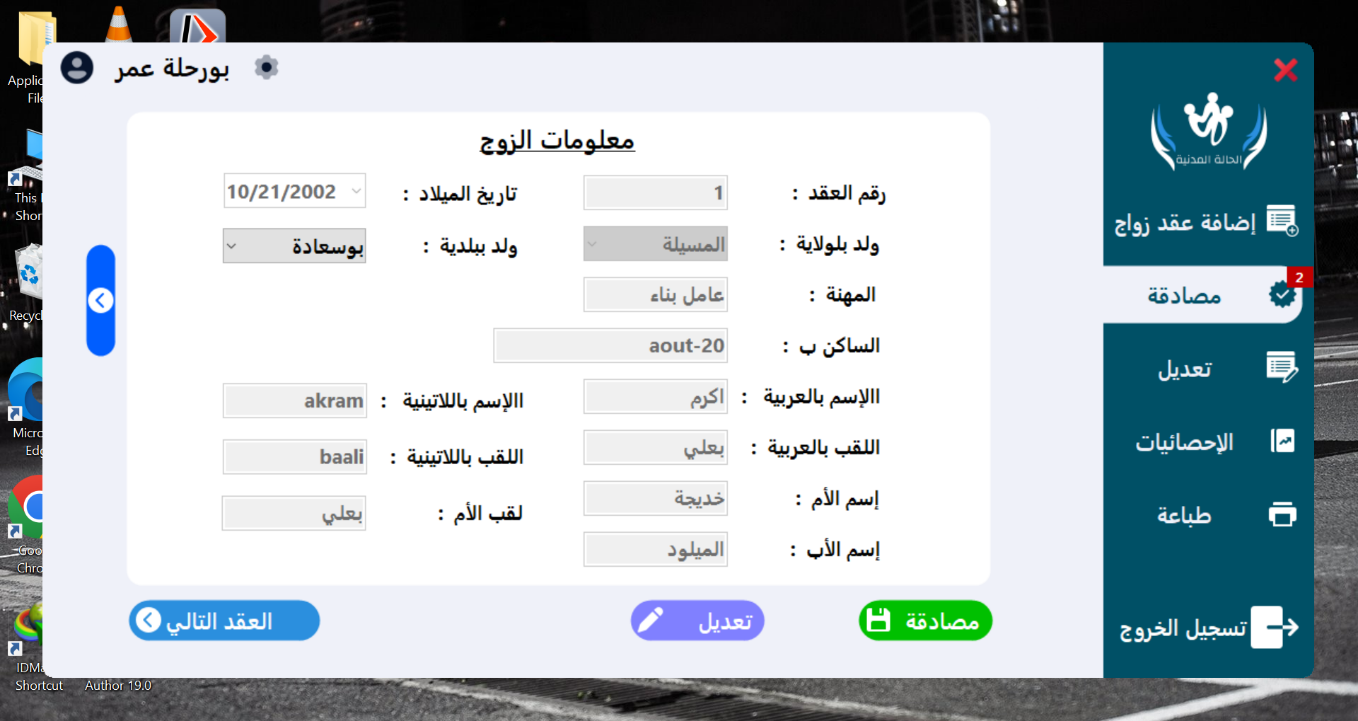 بورحلة عمر
الحالة المدنية
إضافة عقد زواج
2
مصادقة
تعديل
الإحصائيات
طباعة
تسجيل الخروج
معلومات الزوج
رقم العقد : 1
تاريخ الميلاد : 10/21/2002
ولد بلولاية : المسيلة
ولد ببلدية : بوسعادة
المهنة : عامل بناء
الساكن ب : aout-20
االإسم بالعربية : اكرم
االإسم باللاتينية : akram
اللقب بالعربية : بعلي
اللقب باللاتينية : baali
إسم الأم : خديجة
لقب الأم : بعلي
إسم الأب : الميلود
مصادقة
تعديل
العقد التالي
Applic
File
This
Shor
Recycl
Micro
Edg
Goo
Chro
IDMa
Shortcut
Author 19.0